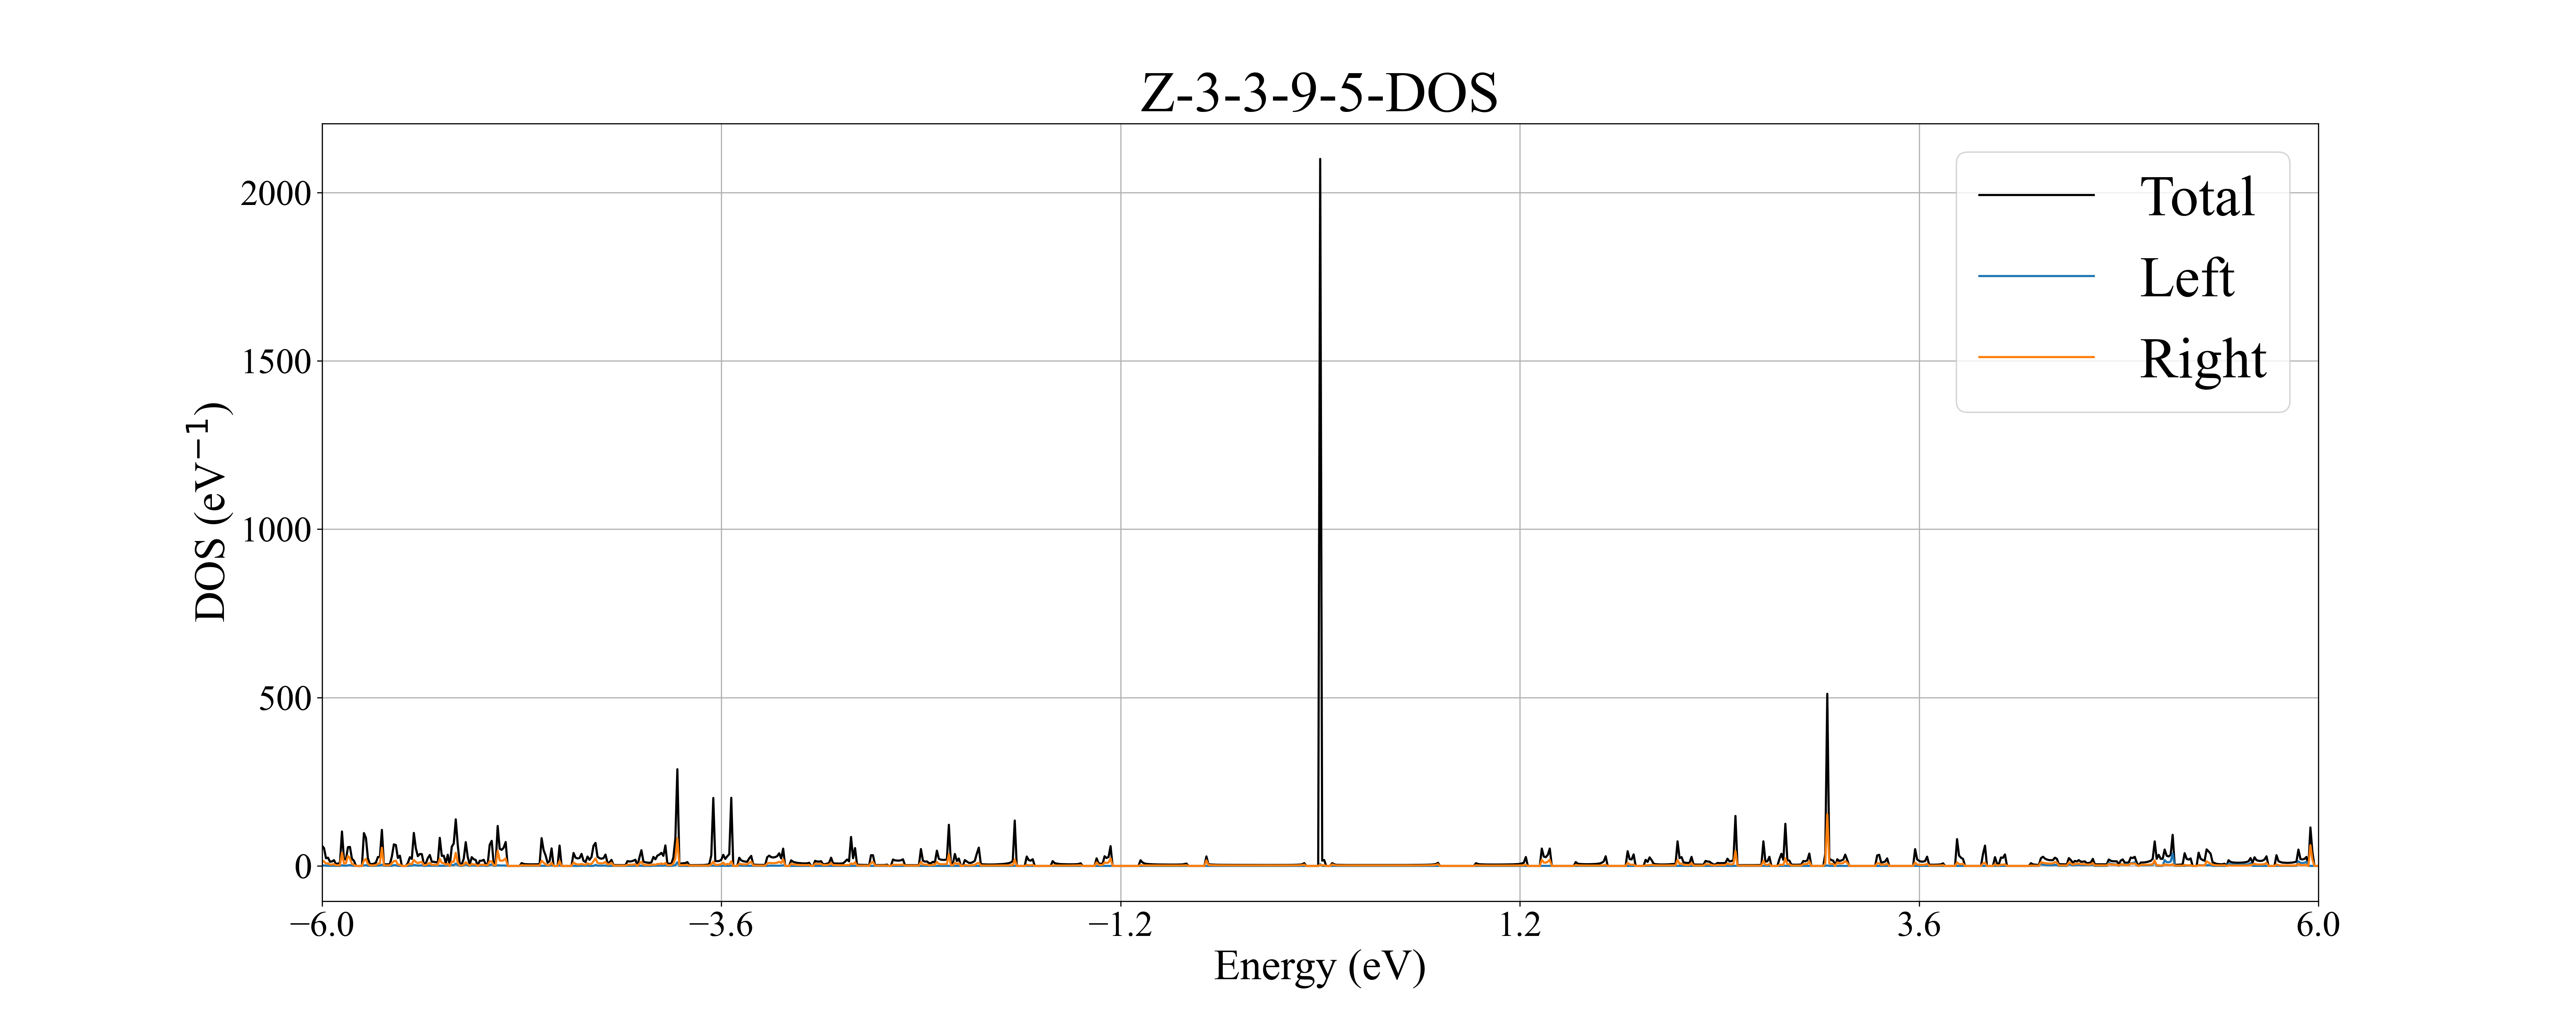 Z-3-3-9-5-DOS
DOS (eV⁻¹)
2000
1500
1000
500
0
Total
Left
Right
−6.0
−3.6
−1.2
1.2
3.6
6.0
Energy (eV)